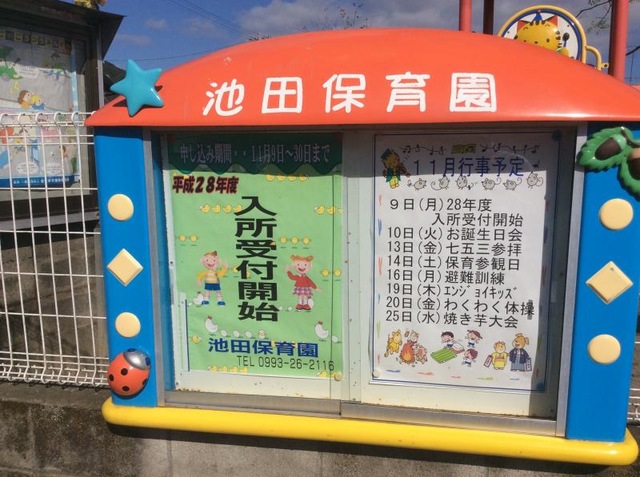 池田保育園
申し込み期間・・11月9日〜30日まで
平成28年度
入所受付開始
池田保育園
TEL 0993-26-2116
11月行事予定
9日(月)28年度
入所受付開始
10日(火)お誕生日会
13日(金)七五三参拝
14日(土)保育参観日
16日(月)避難訓練
19日(木)ｴﾝｼﾞｮｲｷｯｽﾞ
20日(金)わくわく体操
25日(水)焼き芋大会